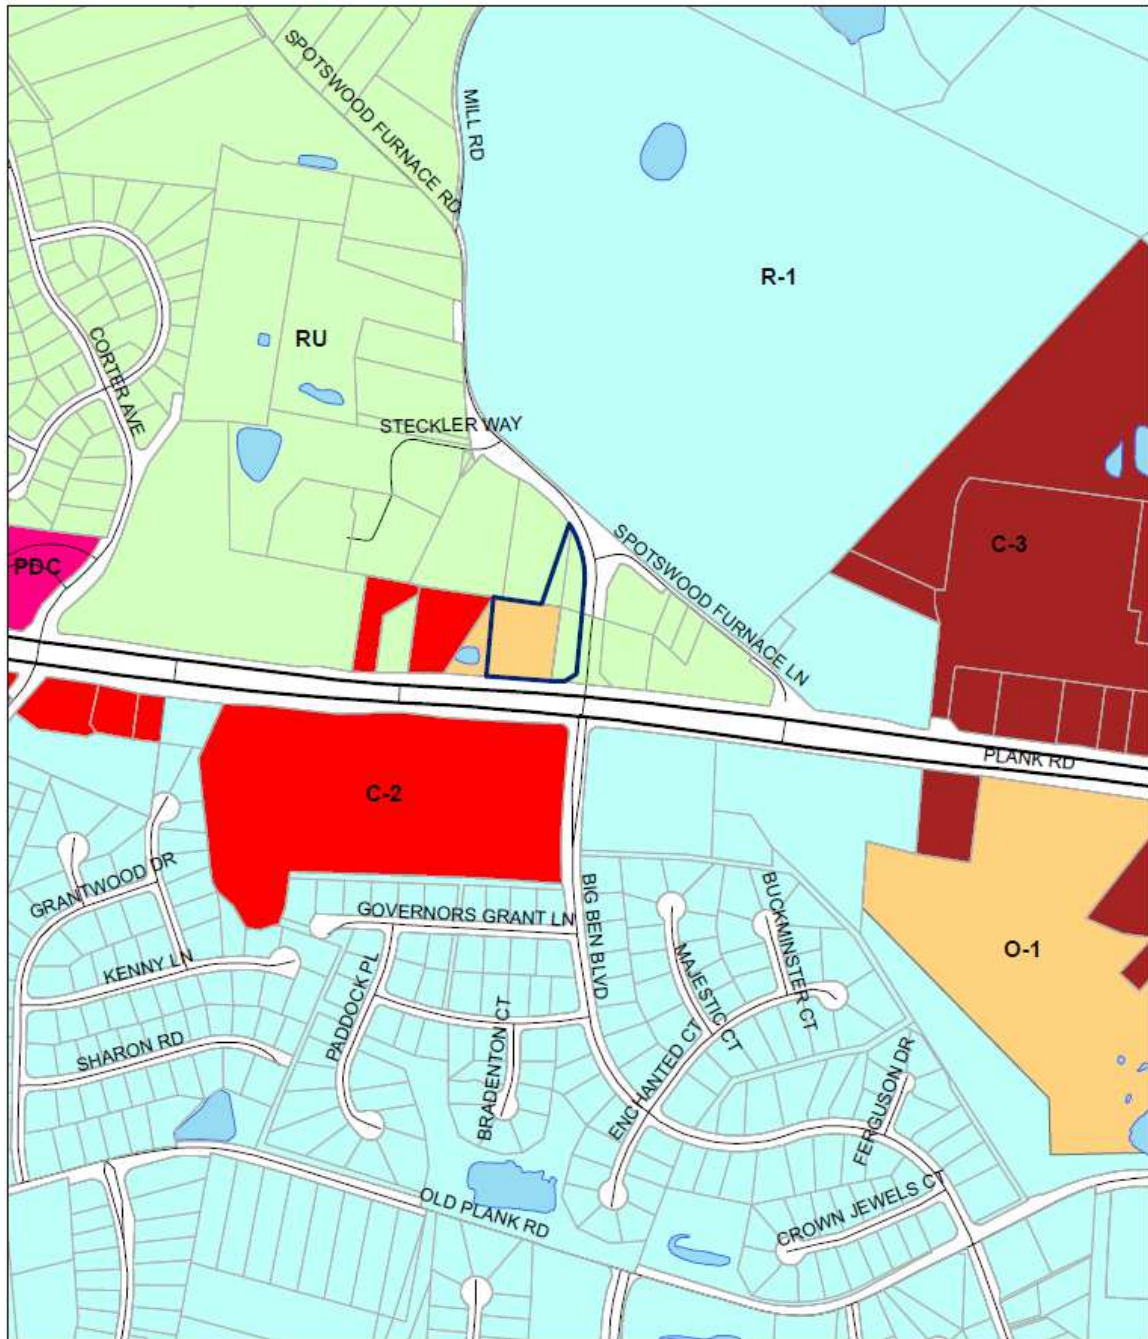 SPOTSWOOD FURNACE RD
MILL RD
R-1
RU
CORTER AVE
STECKLER WAY
C-3
PDC
SPOTSWOOD FURNACE LN
PLANK RD
C-2
GRANTWOOD DR
BIG BEN BLVD
BUCKMINSTER CT
GOVERNORS GRANT LN
O-1
KENNY LN
PADDOCK PL
MAJESTIC CT
SHARON RD
BRADENTON CT
ENCHANTED CT
FERGUSON DR
OLD PLANK RD
CROWN JEWELS CT